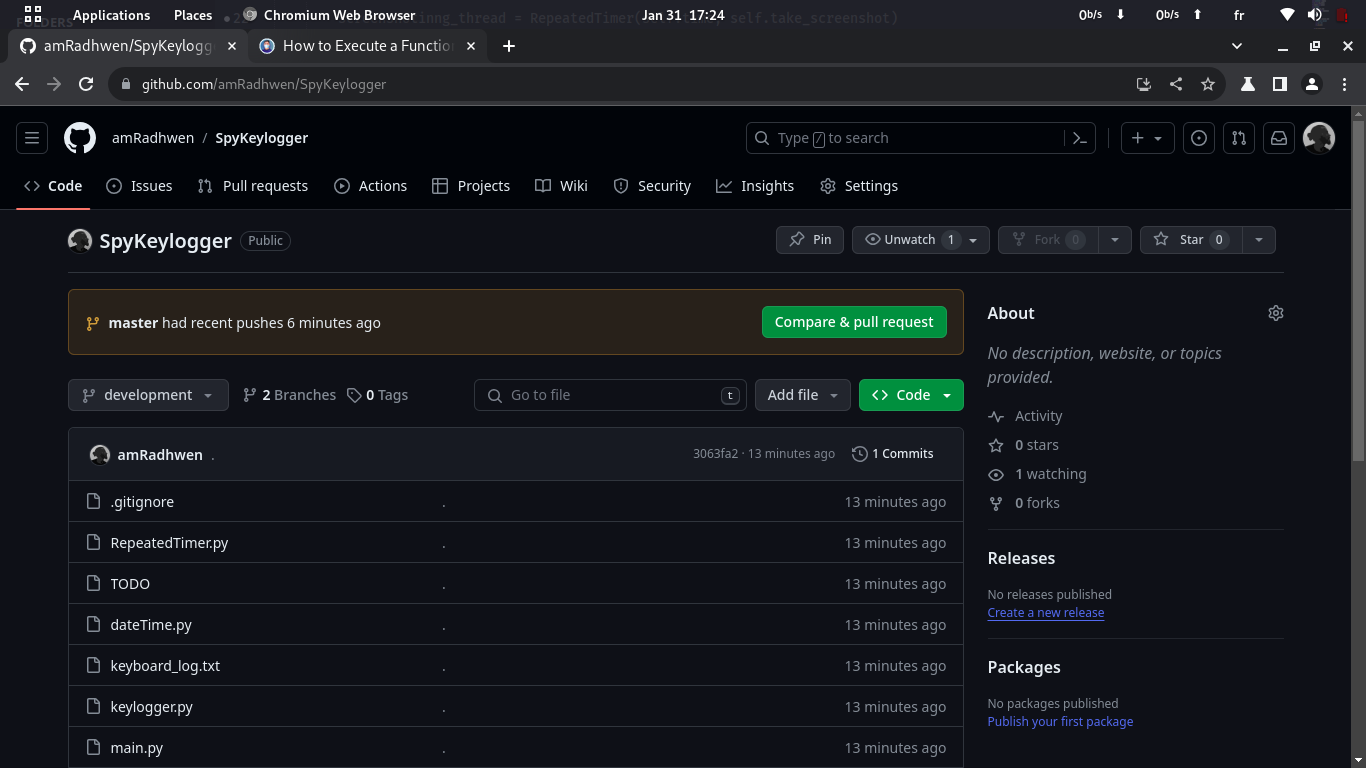 Applications Places Chromium Web Browser Jan 31 17:24 0b/s 0b/s fr
FOLDERS = RepeatedTimer( self.take_screenshot)
amRadhwen/SpyKeylogg How to Execute a Functio
github.com/amRadhwen/SpyKeylogger
amRadhwen / SpyKeylogger Type / to search
Code Issues Pull requests Actions Projects Wiki Security Insights Settings
SpyKeylogger Public Pin Unwatch 1 Fork 0 Star 0
master had recent pushes 6 minutes ago Compare & pull request
About
No description, website, or topics
provided.
development 2 Branches 0 Tags Go to file t Add file Code
Activity
0 stars
amRadhwen . 3063fa2 · 13 minutes ago 1 Commits
1 watching
.gitignore . 13 minutes ago
0 forks
RepeatedTimer.py . 13 minutes ago
Releases
TODO . 13 minutes ago
No releases published
Create a new release
dateTime.py . 13 minutes ago
keyboard_log.txt . 13 minutes ago
Packages
keylogger.py . 13 minutes ago
No packages published
Publish your first package
main.py . 13 minutes ago